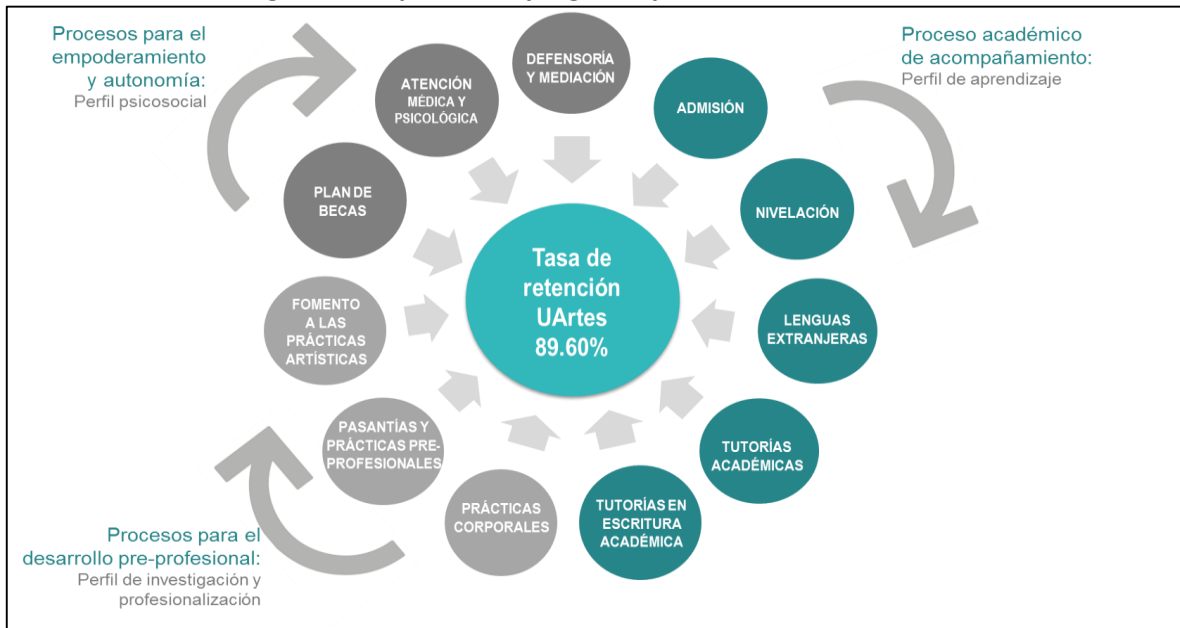 Procesos para el
empoderamiento
y autonomía:
Perfil psicosocial
Proceso académico
de acompañamiento:
Perfil de aprendizaje
DEFENSORÍA
Y MEDIACIÓN
ADMISIÓN
NIVELACIÓN
LENGUAS
EXTRANJERAS
TUTORÍAS
ACADÉMICAS
TUTORÍAS EN
ESCRITURA
ACADÉMICA
PRÁCTICAS
CORPORALES
PASANTÍAS Y
PRÁCTICAS PRE-
PROFESIONALES
FOMENTO
A LAS
PRÁCTICAS
ARTÍSTICAS
PLAN DE
BECAS
ATENCIÓN
MÉDICA Y
PSICOLÓGICA
Tasa de
retención
UArtes
89.60%
Procesos para el
desarrollo pre-profesional:
Perfil de investigación y
profesionalización